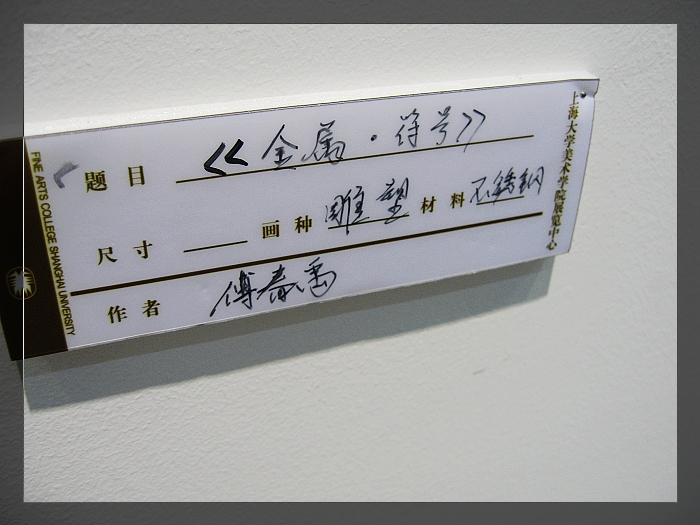 FINE ARTS COLLEGE SHANGHAI UNIVERSITY
题目 《金属·符号》
尺寸 画种 雕塑 材料 不锈钢
作者 傅春雷
上海大学美术学院展览中心